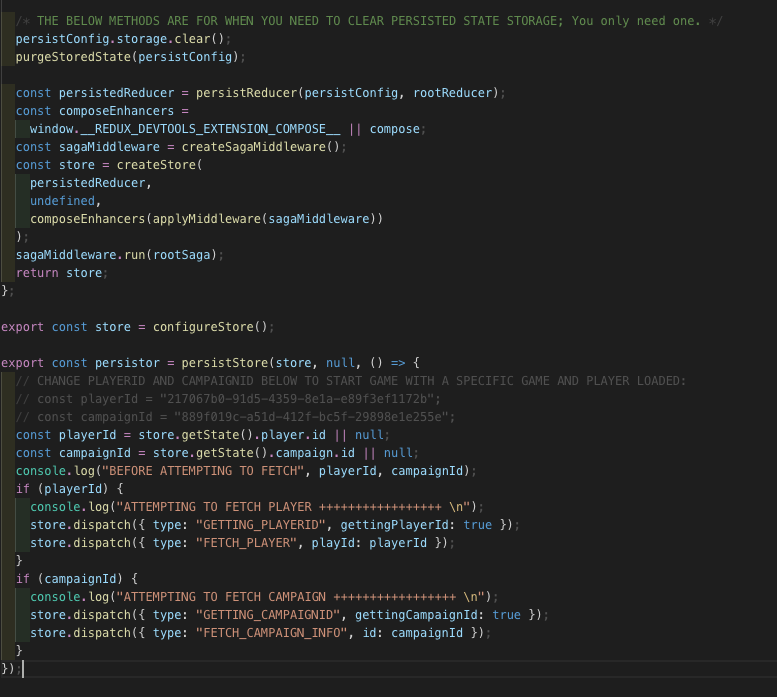 /* THE BELOW METHODS ARE FOR WHEN YOU NEED TO CLEAR PERSISTED STATE STORAGE; You only need one. */
persistConfig.storage.clear();
purgeStoredState(persistConfig);
const persistedReducer = persistReducer(persistConfig, rootReducer);
const composeEnhancers =
window.__REDUX_DEVTOOLS_EXTENSION_COMPOSE__ || compose;
const sagaMiddleware = createSagaMiddleware();
const store = createStore(
persistedReducer,
undefined,
composeEnhancers(applyMiddleware(sagaMiddleware))
);
sagaMiddleware.run(rootSaga);
return store;
};
export const store = configureStore();
export const persistor = persistStore(store, null, () => {
// CHANGE PLAYERID AND CAMPAIGNID BELOW TO START GAME WITH A SPECIFIC GAME AND PLAYER LOADED:
// const playerId = "217067b0-91d5-4359-8e1a-e89f3ef1172b";
// const campaignId = "889f019c-a51d-412f-bc5f-29898e1e255e";
const playerId = store.getState().player.id || null;
const campaignId = store.getState().campaign.id || null;
console.log("BEFORE ATTEMPTING TO FETCH", playerId, campaignId);
if (playerId) {
console.log("ATTEMPTING TO FETCH PLAYER +++++++++++++++++ \n");
store.dispatch({ type: "GETTING_PLAYERID", gettingPlayerId: true });
store.dispatch({ type: "FETCH_PLAYER", playId: playerId });
}
if (campaignId) {
console.log("ATTEMPTING TO FETCH CAMPAIGN +++++++++++++++++ \n");
store.dispatch({ type: "GETTING_CAMPAIGNID", gettingCampaignId: true });
store.dispatch({ type: "FETCH_CAMPAIGN_INFO", id: campaignId });
}
});